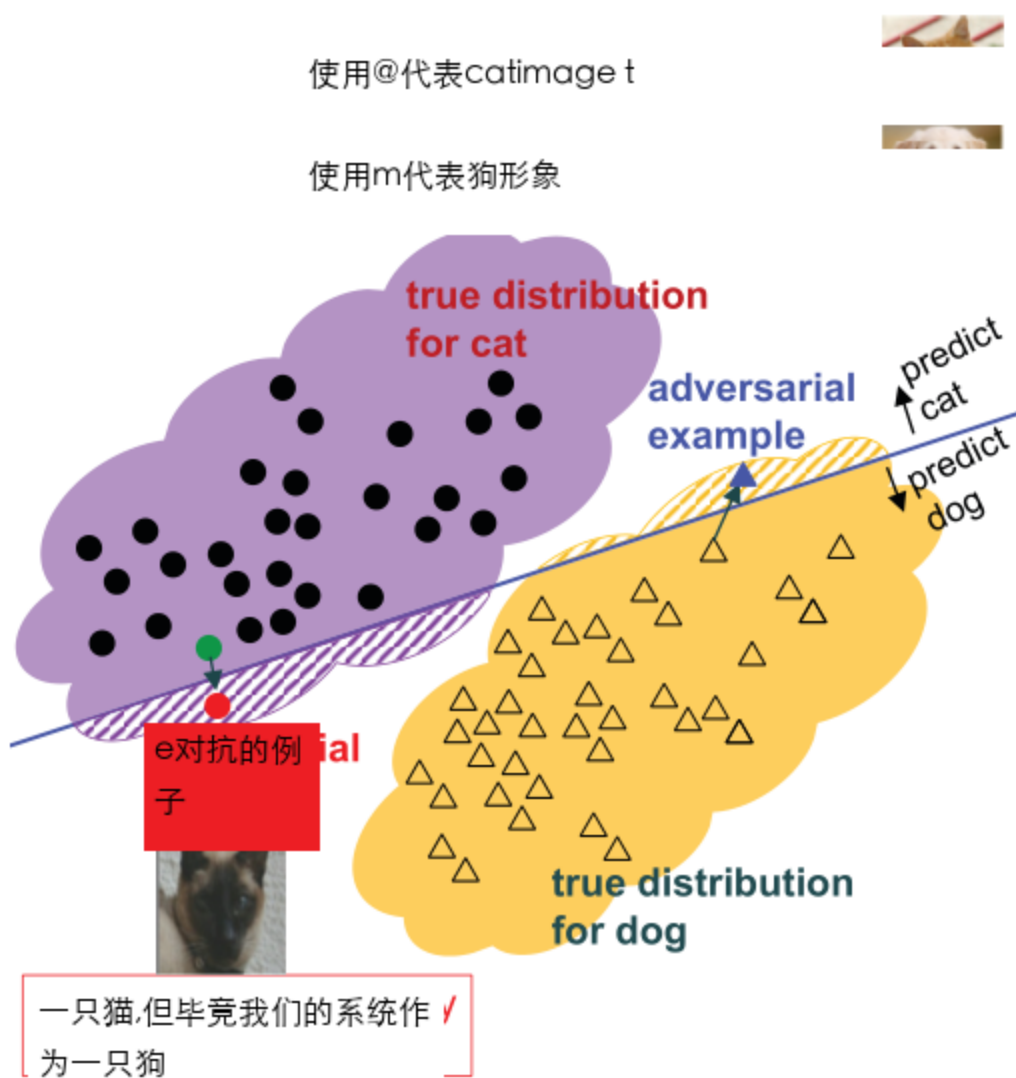 使用@代表catimage t
使用m代表狗形象
true distribution
for cat
adversarial
example
predict
cat
predict
dog
e对抗的例
子
ial
true distribution
for dog
一只猫,但毕竟我们的系统作
为一只狗